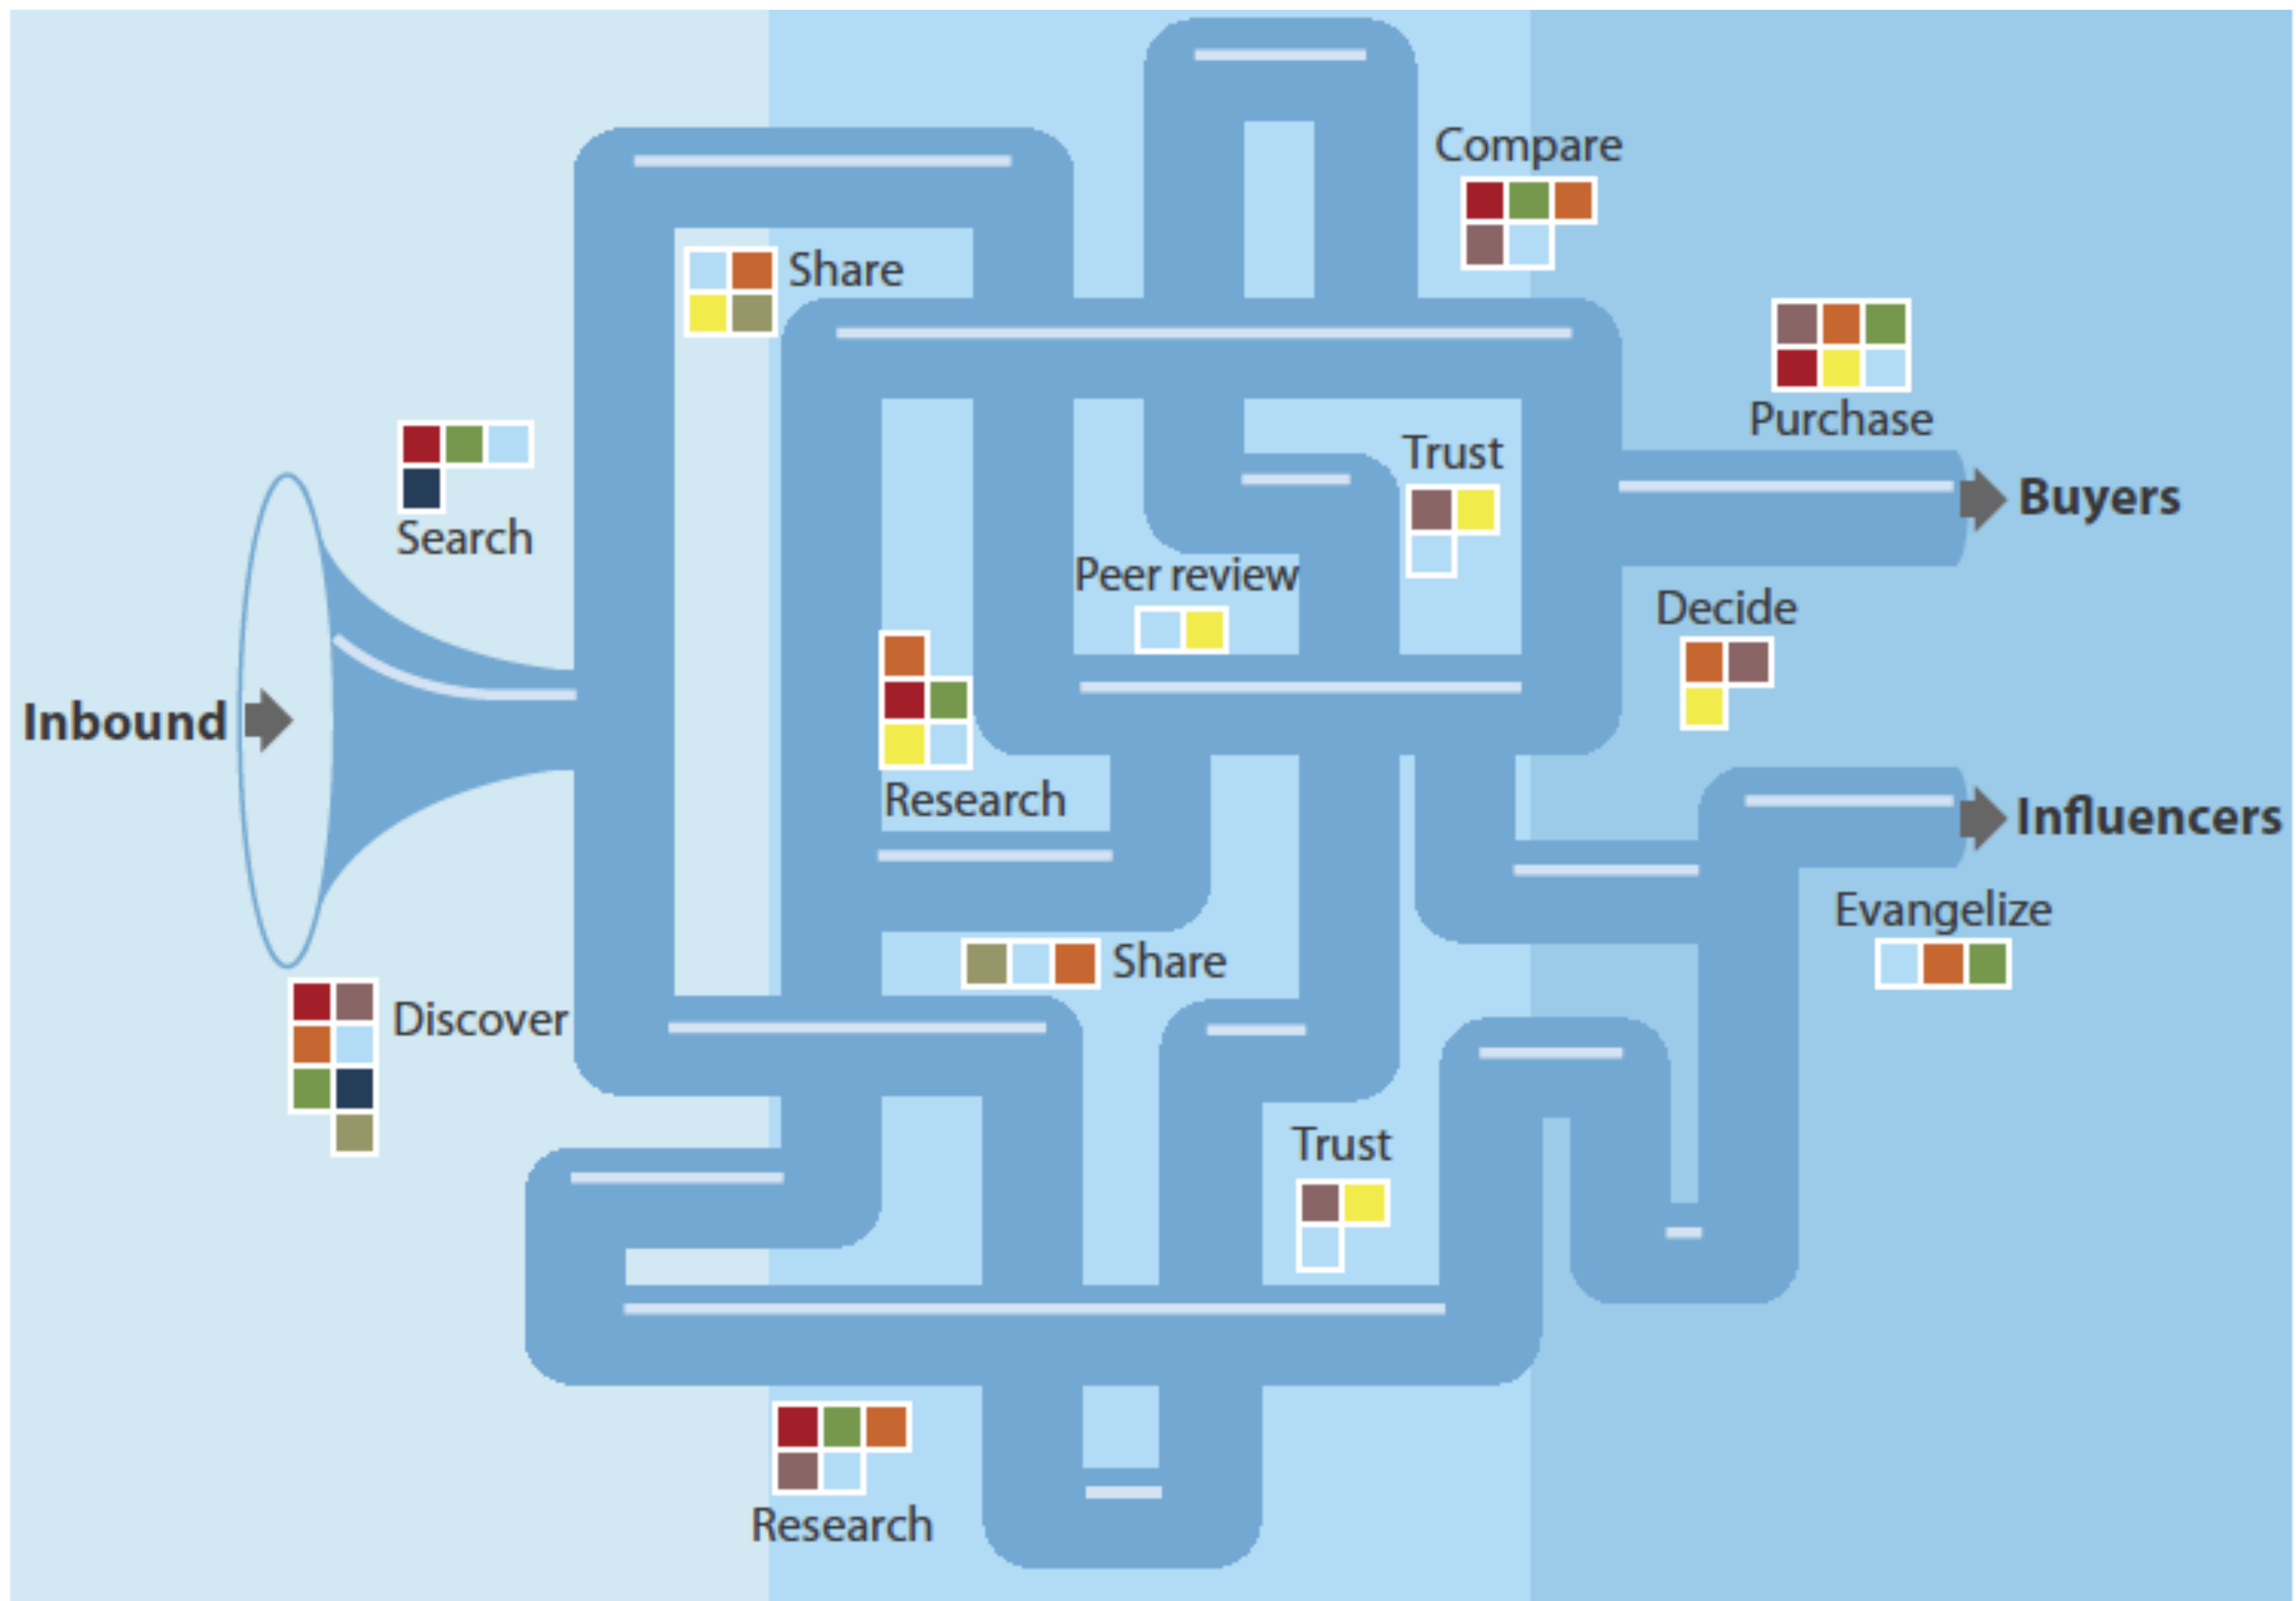 Compare
Share
Purchase
Trust
Buyers
Search
Peer review
Decide
Inbound
Research
Influencers
Evangelize
Share
Discover
Trust
Research